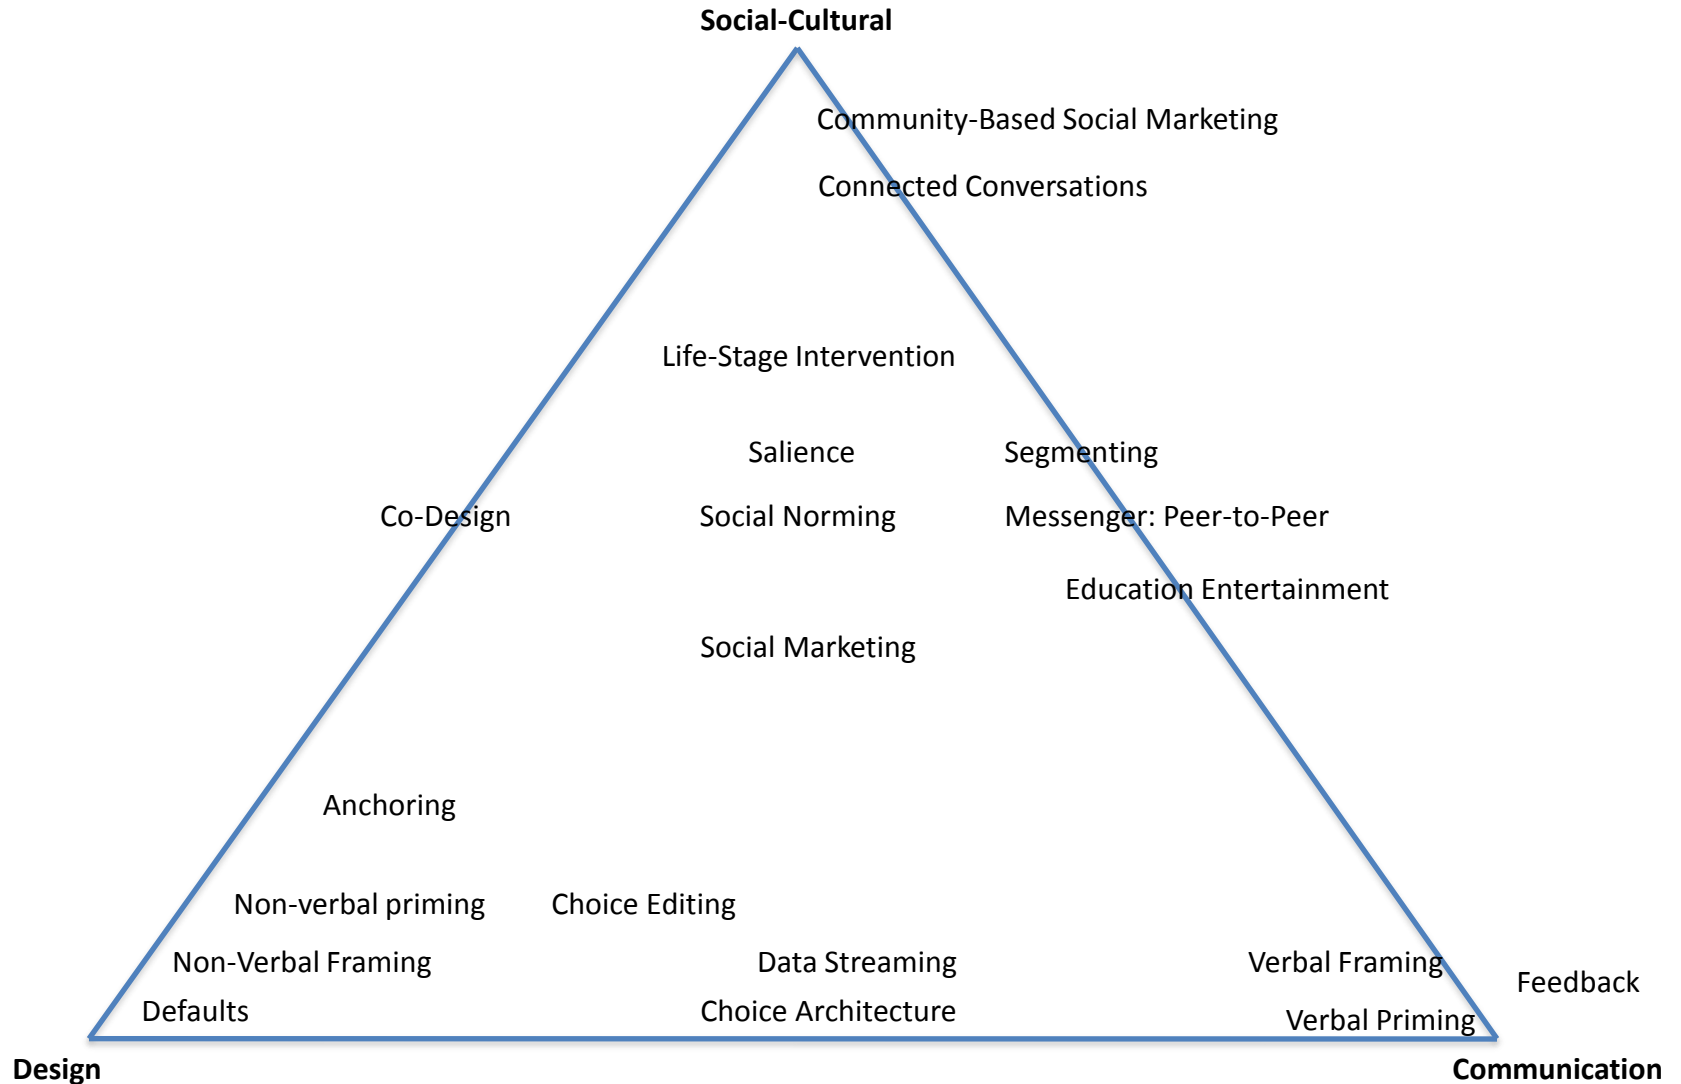 Social-Cultural
Community-Based Social Marketing
Connected Conversations
Life-Stage Intervention
Salience
Segmenting
Co-Design
Social Norming
Messenger: Peer-to-Peer
Education Entertainment
Social Marketing
Anchoring
Non-verbal priming
Choice Editing
Non-Verbal Framing
Data Streaming
Verbal Framing
Feedback
Defaults
Choice Architecture
Verbal Priming
Design
Communication